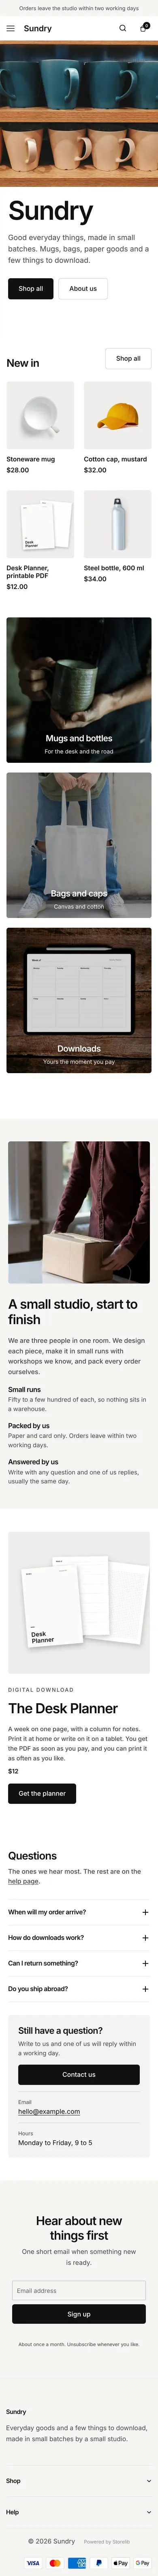 Orders leave the studio within two working days
Sundry
0
Sundry
Good everyday things, made in small
batches. Mugs, bags, paper goods and a
few things to download.
Shop all
About us
New in
Shop all
Stoneware mug
$28.00
Cotton cap, mustard
$32.00
Desk
Planner
Desk Planner,
printable PDF
$12.00
Steel bottle, 600 ml
$34.00
Mugs and bottles
For the desk and the road
Bags and caps
Canvas and cotton
Downloads
Yours the moment you pay
A small studio, start to
finish
We are three people in one room. We design
each piece, make it in small runs with
workshops we know, and pack every order
ourselves.
Small runs
Fifty to a few hundred of each, so nothing sits in
a warehouse.
Packed by us
Paper and card only. Orders leave within two
working days.
Answered by us
Write with any question and one of us replies,
usually the same day.
Desk
Planner
DIGITAL DOWNLOAD
The Desk Planner
A week on one page, with a column for notes.
Print it at home or write on it on a tablet. You get
the PDF as soon as you pay, and you can print it
as often as you like.
$12
Get the planner
Questions
The ones we hear most. The rest are on the
help page.
When will my order arrive?
How do downloads work?
Can I return something?
Do you ship abroad?
Still have a question?
Write to us and one of us will reply within
a working day.
Contact us
Email
hello@example.com
Hours
Monday to Friday, 9 to 5
Hear about new
things first
One short email when something new
is ready.
Email address
Sign up
About once a month. Unsubscribe whenever you like.
Sundry
Everyday goods and a few things to download,
made in small batches by a small studio.
Shop
Help
© 2026 Sundry
Powered by Storebb
VISA
PayPal
Apple Pay
G Pay